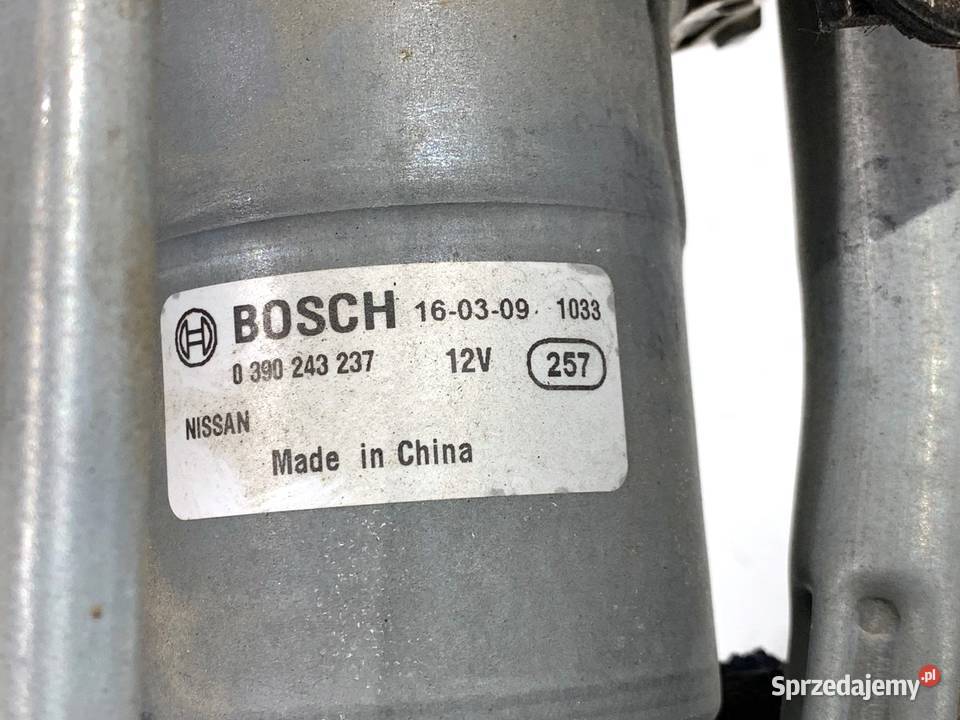 BOSCH 16-03-09 1033
0 390 243 237 12V 257
NISSAN
Made in China
Sprzedajemy.pl